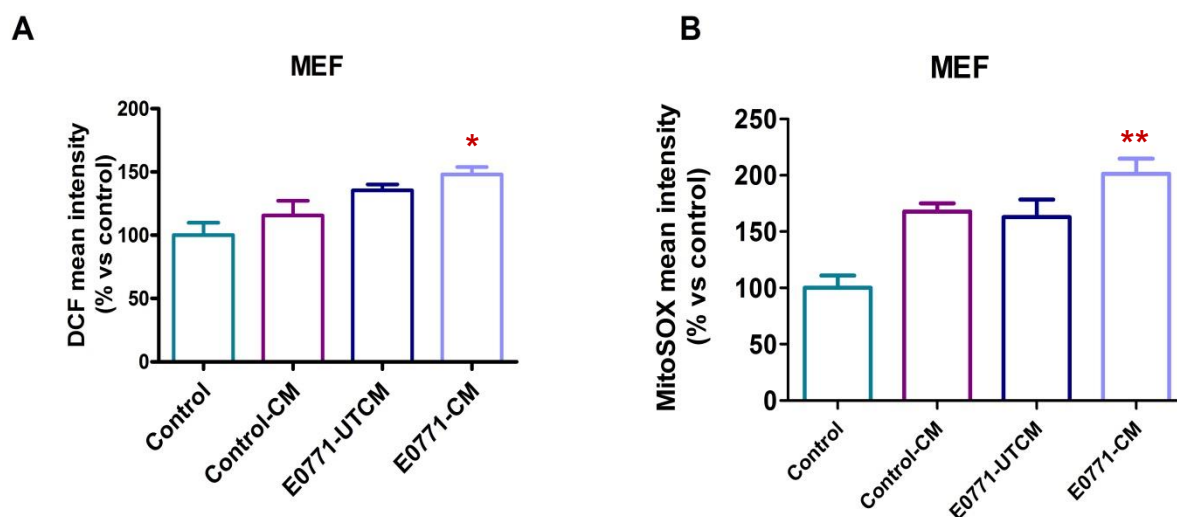 A
MEF
DCF mean intensity
(% vs control)
200
150
100
50
0
*
Control
Control-CM
E0771-UTCM
E0771-CM
B
MEF
MitoSOX mean intensity
(% vs control)
250
200
150
100
50
0
**
Control
Control-CM
E0771-UTCM
E0771-CM